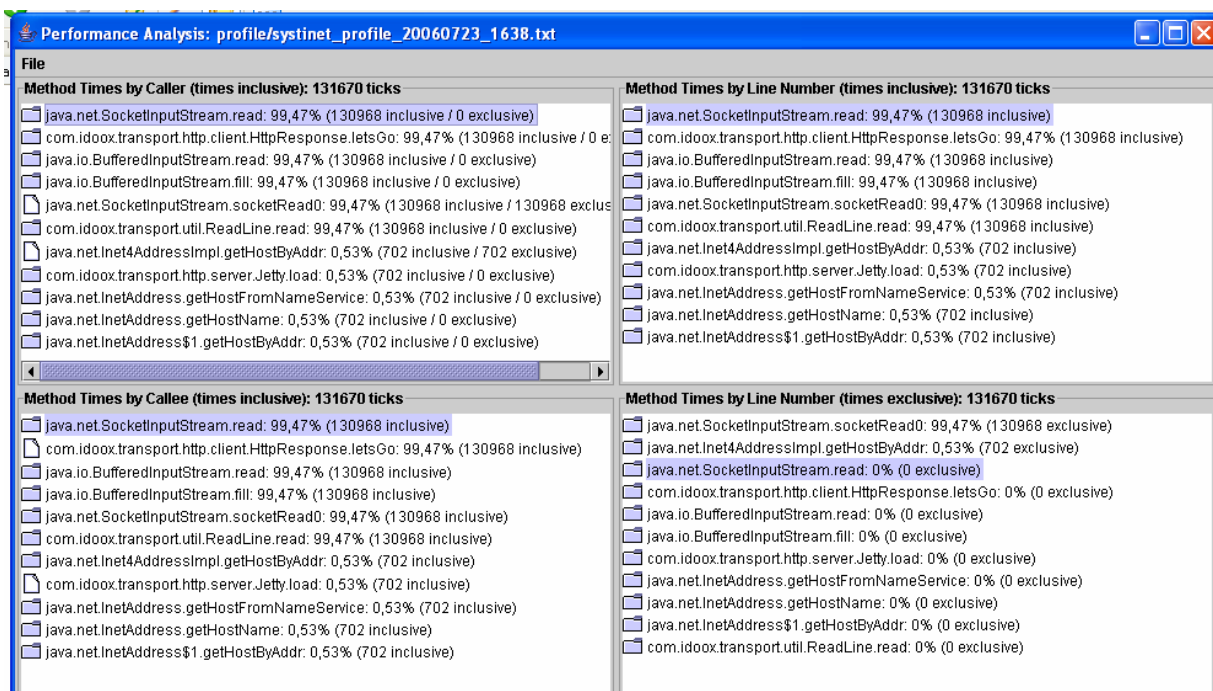 Performance Analysis: profile/systinet_profile_20060723_1638.txt
File
Method Times by Caller (times inclusive): 131670 ticks
java.net.SocketInputStream.read: 99,47% (130968 inclusive / 0 exclusive)
com.idoox.transport.http.client.HttpResponse.letsGo: 99,47% (130968 inclusive / 0 e
java.io.BufferedInputStream.read: 99,47% (130968 inclusive / 0 exclusive)
java.io.BufferedInputStream.fill: 99,47% (130968 inclusive / 0 exclusive)
java.net.SocketInputStream.socketRead0: 99,47% (130968 inclusive / 130968 exclus
com.idoox.transport.util.ReadLine.read: 99,47% (130968 inclusive / 0 exclusive)
java.net.Inet4AddressImpl.getHostByAddr: 0,53% (702 inclusive / 702 exclusive)
com.idoox.transport.http.server.Jetty.load: 0,53% (702 inclusive / 0 exclusive)
java.net.InetAddress.getHostFromNameService: 0,53% (702 inclusive / 0 exclusive)
java.net.InetAddress.getHostName: 0,53% (702 inclusive / 0 exclusive)
java.net.InetAddress$1.getHostByAddr: 0,53% (702 inclusive / 0 exclusive)
Method Times by Line Number (times inclusive): 131670 ticks
java.net.SocketInputStream.read: 99,47% (130968 inclusive)
com.idoox.transport.http.client.HttpResponse.letsGo: 99,47% (130968 inclusive)
java.io.BufferedInputStream.read: 99,47% (130968 inclusive)
java.io.BufferedInputStream.fill: 99,47% (130968 inclusive)
java.net.SocketInputStream.socketRead0: 99,47% (130968 inclusive)
com.idoox.transport.util.ReadLine.read: 99,47% (130968 inclusive)
java.net.Inet4AddressImpl.getHostByAddr: 0,53% (702 inclusive)
com.idoox.transport.http.server.Jetty.load: 0,53% (702 inclusive)
java.net.InetAddress.getHostFromNameService: 0,53% (702 inclusive)
java.net.InetAddress.getHostName: 0,53% (702 inclusive)
java.net.InetAddress$1.getHostByAddr: 0,53% (702 inclusive)
Method Times by Callee (times inclusive): 131670 ticks
java.net.SocketInputStream.read: 99,47% (130968 inclusive)
com.idoox.transport.http.client.HttpResponse.letsGo: 99,47% (130968 inclusive)
java.io.BufferedInputStream.read: 99,47% (130968 inclusive)
java.io.BufferedInputStream.fill: 99,47% (130968 inclusive)
java.net.SocketInputStream.socketRead0: 99,47% (130968 inclusive)
com.idoox.transport.util.ReadLine.read: 99,47% (130968 inclusive)
java.net.Inet4AddressImpl.getHostByAddr: 0,53% (702 inclusive)
com.idoox.transport.http.server.Jetty.load: 0,53% (702 inclusive)
java.net.InetAddress.getHostFromNameService: 0,53% (702 inclusive)
java.net.InetAddress.getHostName: 0,53% (702 inclusive)
java.net.InetAddress$1.getHostByAddr: 0,53% (702 inclusive)
Method Times by Line Number (times exclusive): 131670 ticks
java.net.SocketInputStream.socketRead0: 99,47% (130968 exclusive)
java.net.Inet4AddressImpl.getHostByAddr: 0,53% (702 exclusive)
java.net.SocketInputStream.read: 0% (0 exclusive)
com.idoox.transport.http.client.HttpResponse.letsGo: 0% (0 exclusive)
java.io.BufferedInputStream.read: 0% (0 exclusive)
java.io.BufferedInputStream.fill: 0% (0 exclusive)
com.idoox.transport.http.server.Jetty.load: 0% (0 exclusive)
java.net.InetAddress.getHostFromNameService: 0% (0 exclusive)
java.net.InetAddress.getHostName: 0% (0 exclusive)
java.net.InetAddress$1.getHostByAddr: 0% (0 exclusive)
com.idoox.transport.util.ReadLine.read: 0% (0 exclusive)